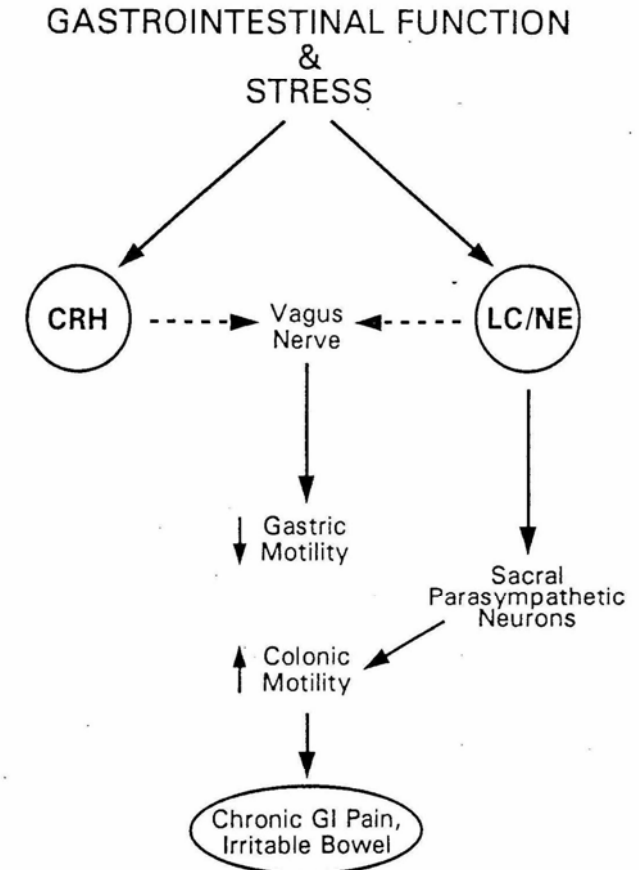 GASTROINTESTINAL FUNCTION
&
STRESS
CRH
Vagus
Nerve
LC/NE
↓ Gastric
Motility
Sacral
Parasympathetic
Neurons
↑ Colonic
Motility
Chronic GI Pain,
Irritable Bowel